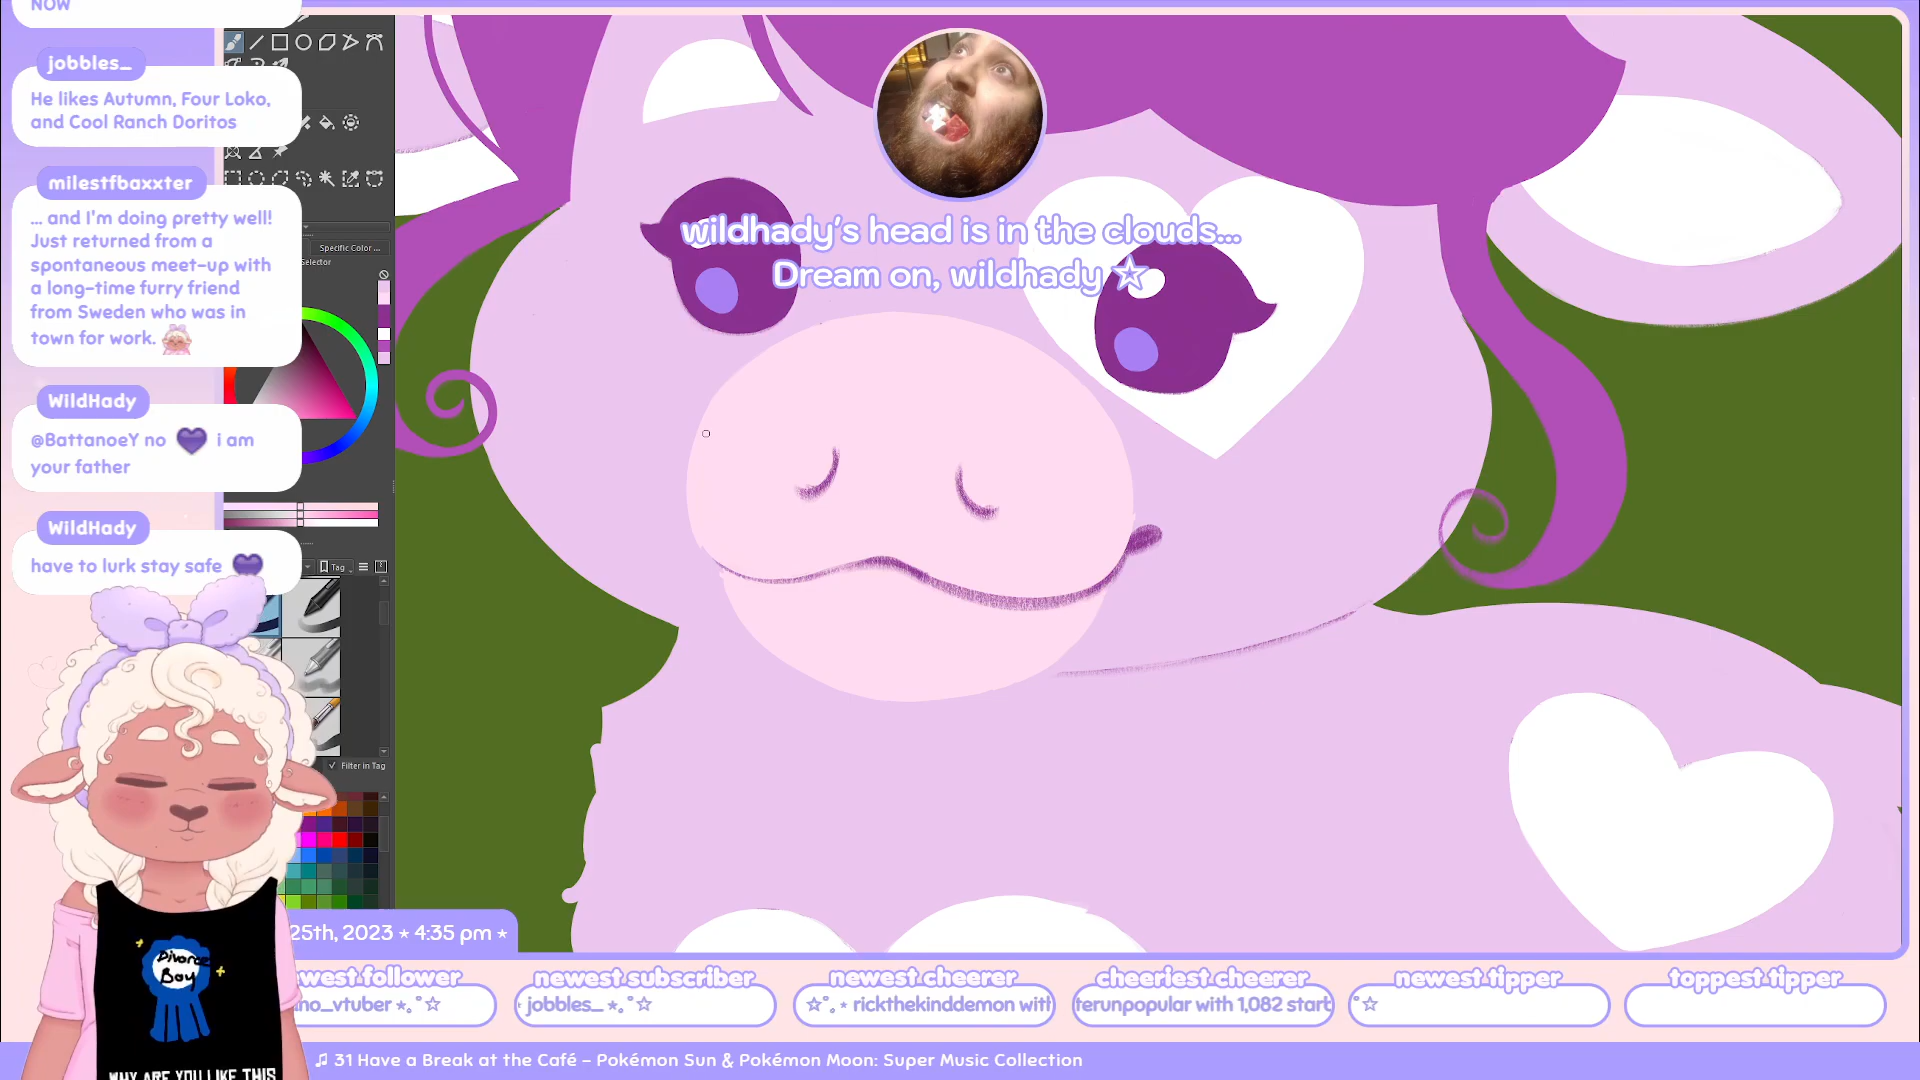 NOW
jobbles_
He likes Autumn, Four Loko,
and Cool Ranch Doritos
milestfbaxxter
... and I'm doing pretty well!
Just returned from a
spontaneous meet-up with
a long-time furry friend
from Sweden who was in
town for work.
WildHady
@BattanoeY no 💜 i am
your father
WildHady
have to lurk stay safe 💜
Specific Color ...
Selector
Tag
Filter in Tag
wildhady's head is in the clouds...
Dream on, wildhady ☆
Divorce
Boy
WHY ARE YOU LIKE THIS
25th, 2023 ⋆ 4:35 pm ⋆
west follower
no_vtuber ⋆｡˚☆
newest subscriber
jobbles_ ⋆｡˚☆
newest cheerer
☆˚｡⋆ rickthekinddemon with
cheeriest cheerer
terunpopular with 1,082 starb
newest tipper
˚☆
toppest tipper
♫ 31 Have a Break at the Café - Pokémon Sun & Pokémon Moon: Super Music Collection